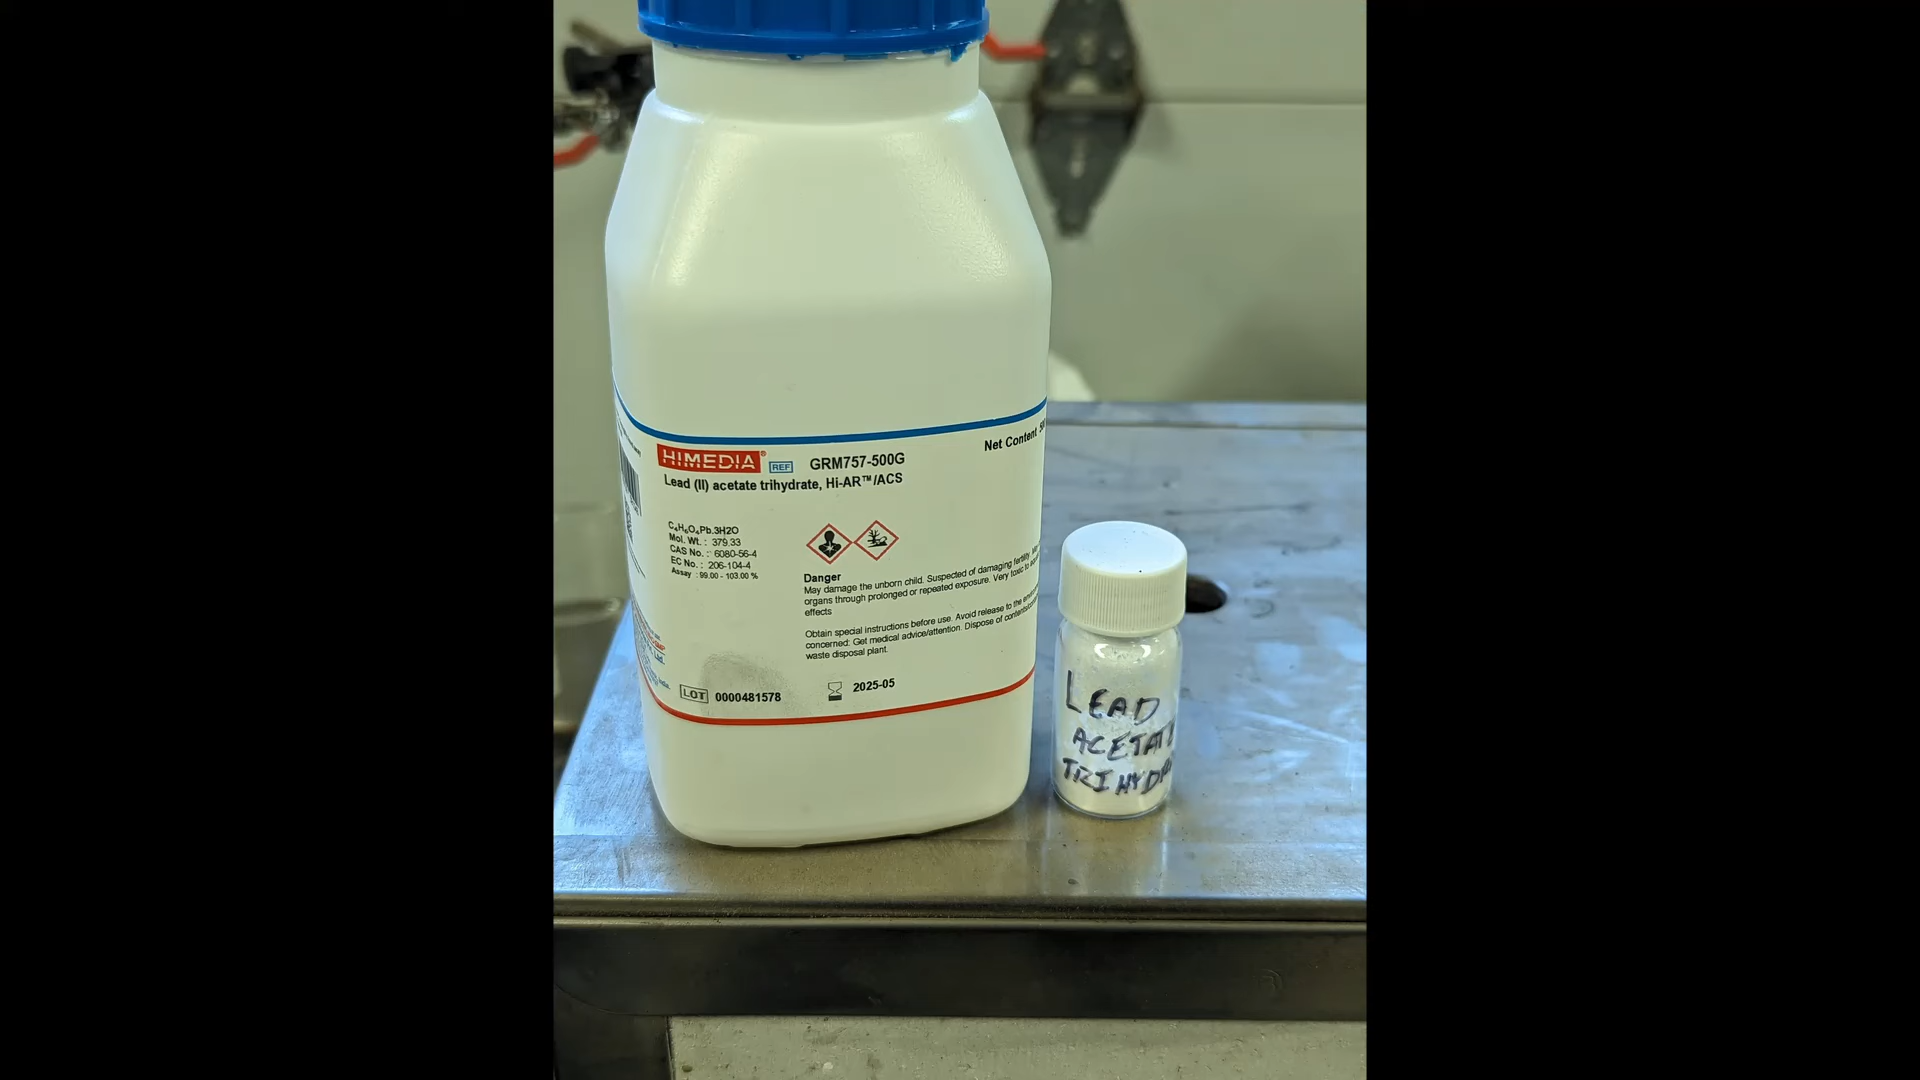 HIMEDIA® REF GRM757-500G
Net Content
Lead (II) acetate trihydrate, Hi-AR™/ACS
C₄H₆O₄Pb.3H2O
Mol. Wt.: 379.33
CAS No.: 6080-56-4
EC No.: 206-104-4
Assay : 99.00 - 103.00 %
Danger
May damage the unborn child. Suspected of damaging fertility. May
organs through prolonged or repeated exposure. Very toxic to
effects
Obtain special instructions before use. Avoid release to the
concerned: Get medical advice/attention. Dispose of
waste disposal plant.
LOT 0000481578
2025-05
Ltd.
LEAD
ACETATE
TRIHYD